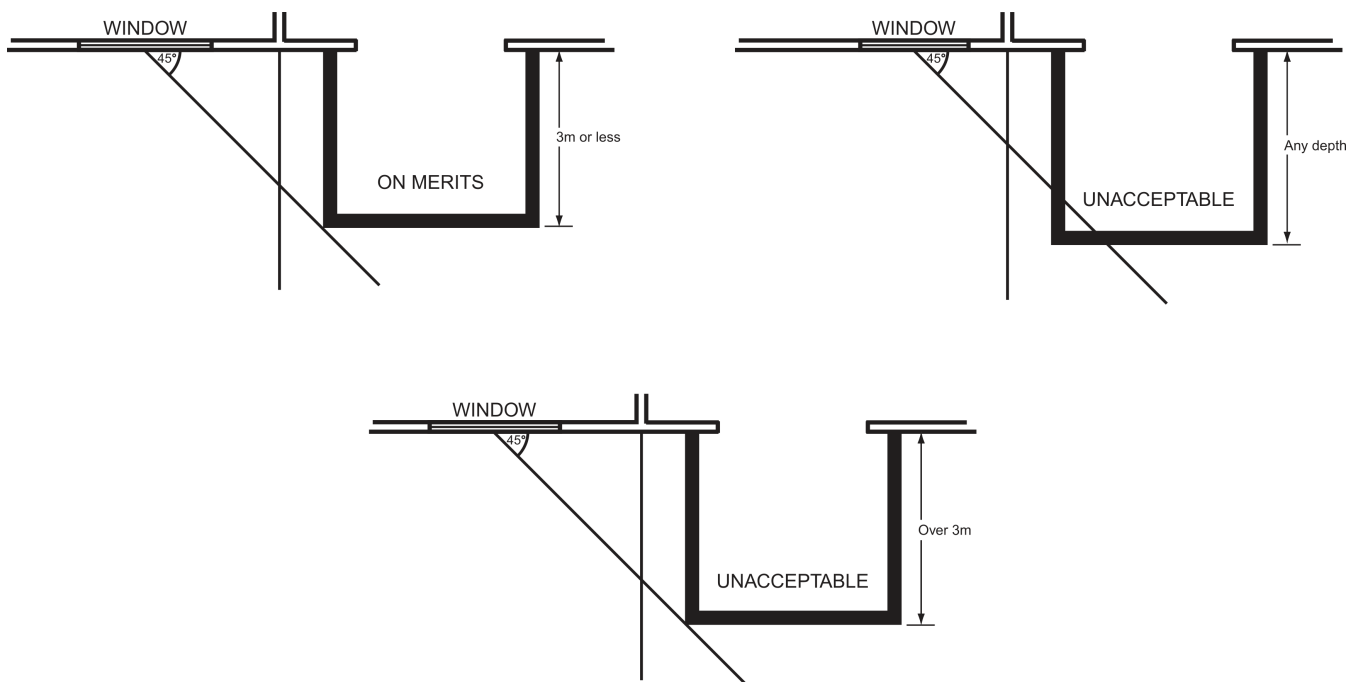 WINDOW
45°
3m or less
ON MERITS
WINDOW
45°
Any depth
UNACCEPTABLE
WINDOW
45°
Over 3m
UNACCEPTABLE